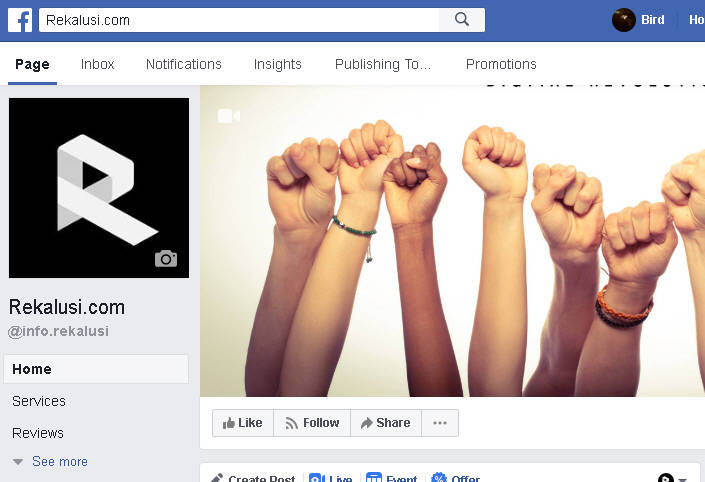 Rekalusi.com
Bird
Page
Inbox
Notifications
Insights
Publishing To...
Promotions
Rekalusi.com
@info.rekalusi
Home
Services
Reviews
See more
Like
Follow
Share
Create Post
Live
Event
Offer